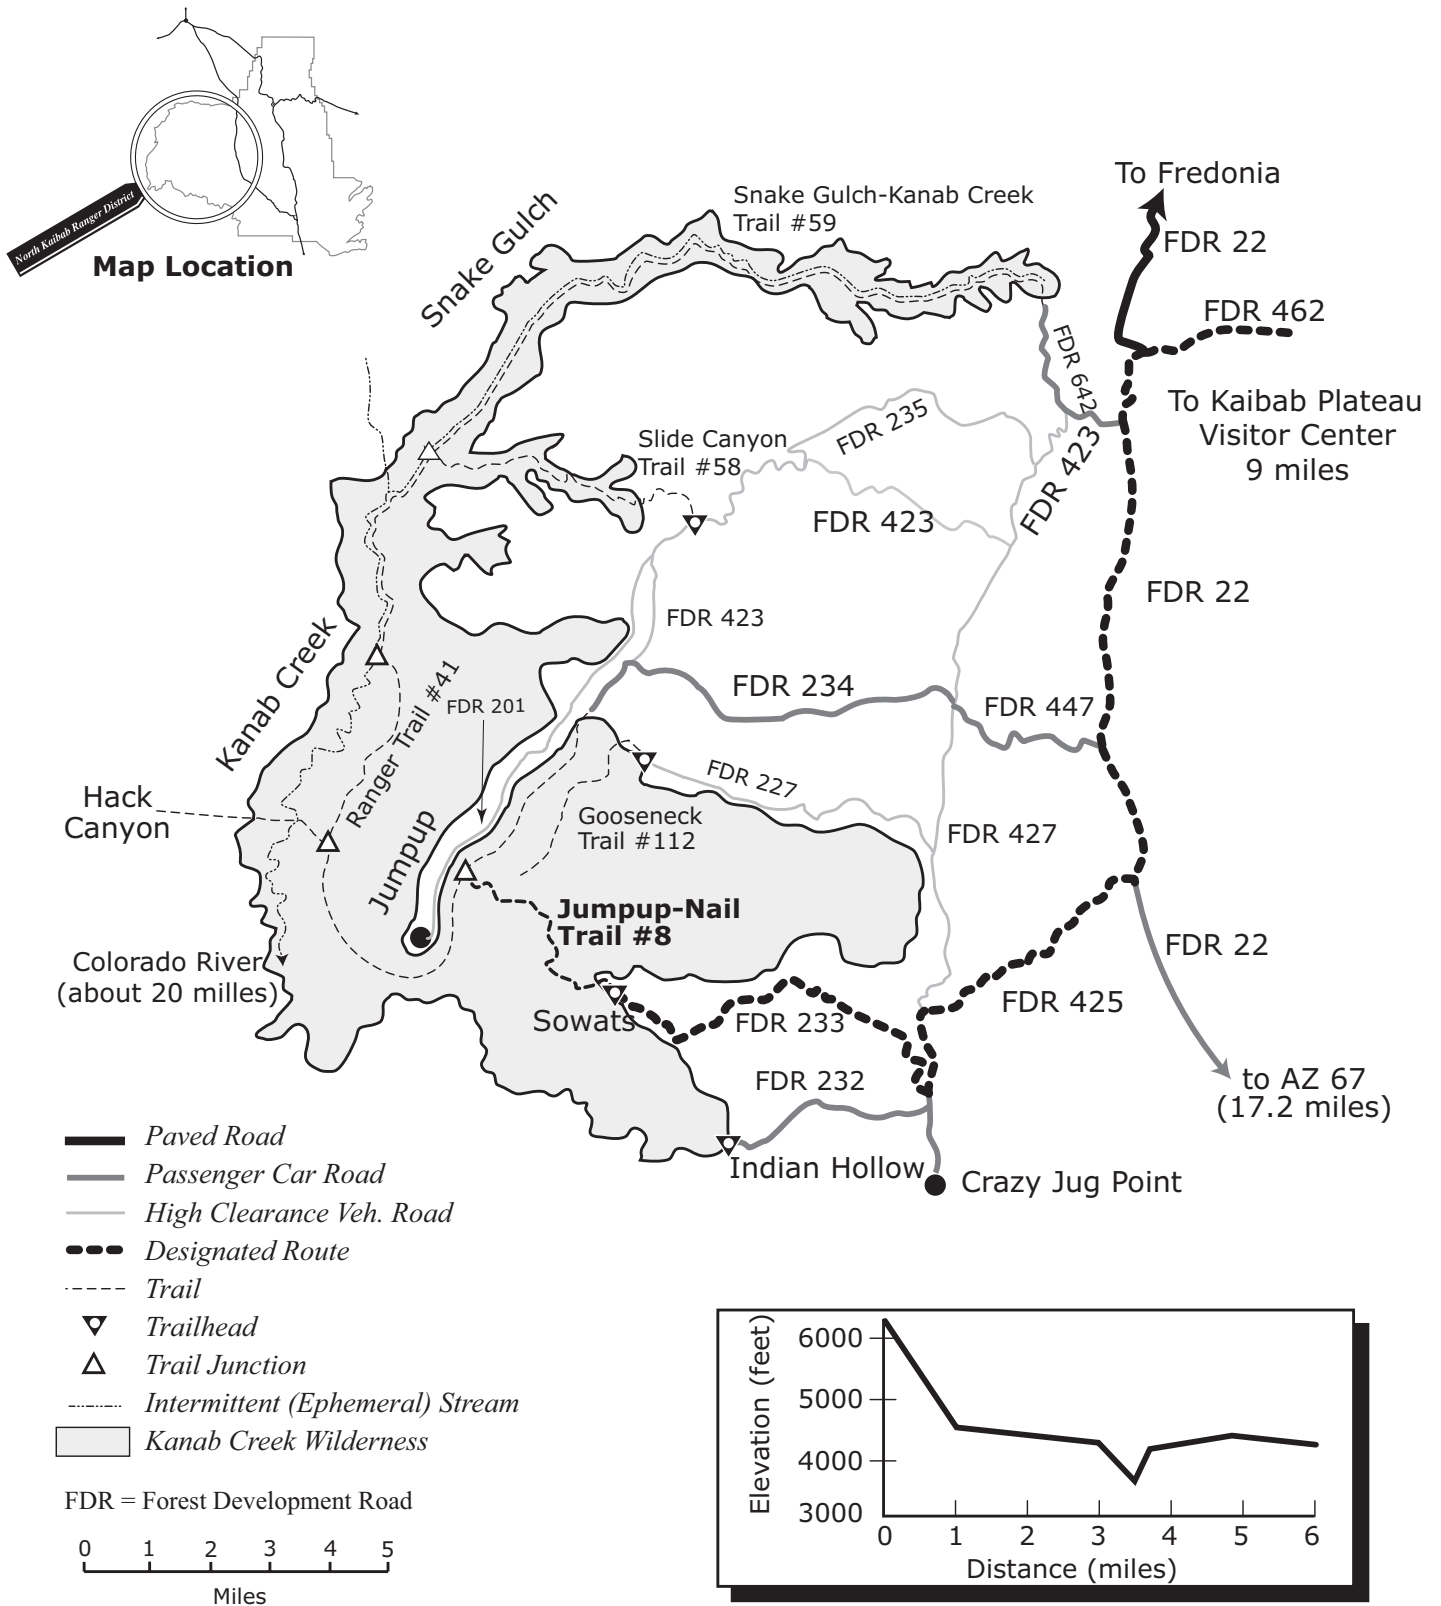 North Kaibab Ranger District
Map Location
To Fredonia
FDR 22
Snake Gulch-Kanab Creek
Trail #59
Snake Gulch
FDR 462
FDR 642
To Kaibab Plateau
Visitor Center
9 miles
FDR 235
Slide Canyon
Trail #58
FDR 423
FDR 423
FDR 22
FDR 423
Kanab Creek
Ranger Trail #41
FDR 201
FDR 234
FDR 447
FDR 227
Hack
Canyon
Gooseneck
Trail #112
FDR 427
Jumpup
Jumpup-Nail
Trail #8
FDR 22
Colorado River
(about 20 milles)
FDR 425
Sowats
FDR 233
FDR 232
to AZ 67
(17.2 miles)
Indian Hollow
Crazy Jug Point
Paved Road
Passenger Car Road
High Clearance Veh. Road
Designated Route
Trail
Trailhead
Trail Junction
Intermittent (Ephemeral) Stream
Kanab Creek Wilderness
FDR = Forest Development Road
0 1 2 3 4 5
Miles
Elevation (feet)
6000
5000
4000
3000
0 1 2 3 4 5 6
Distance (miles)